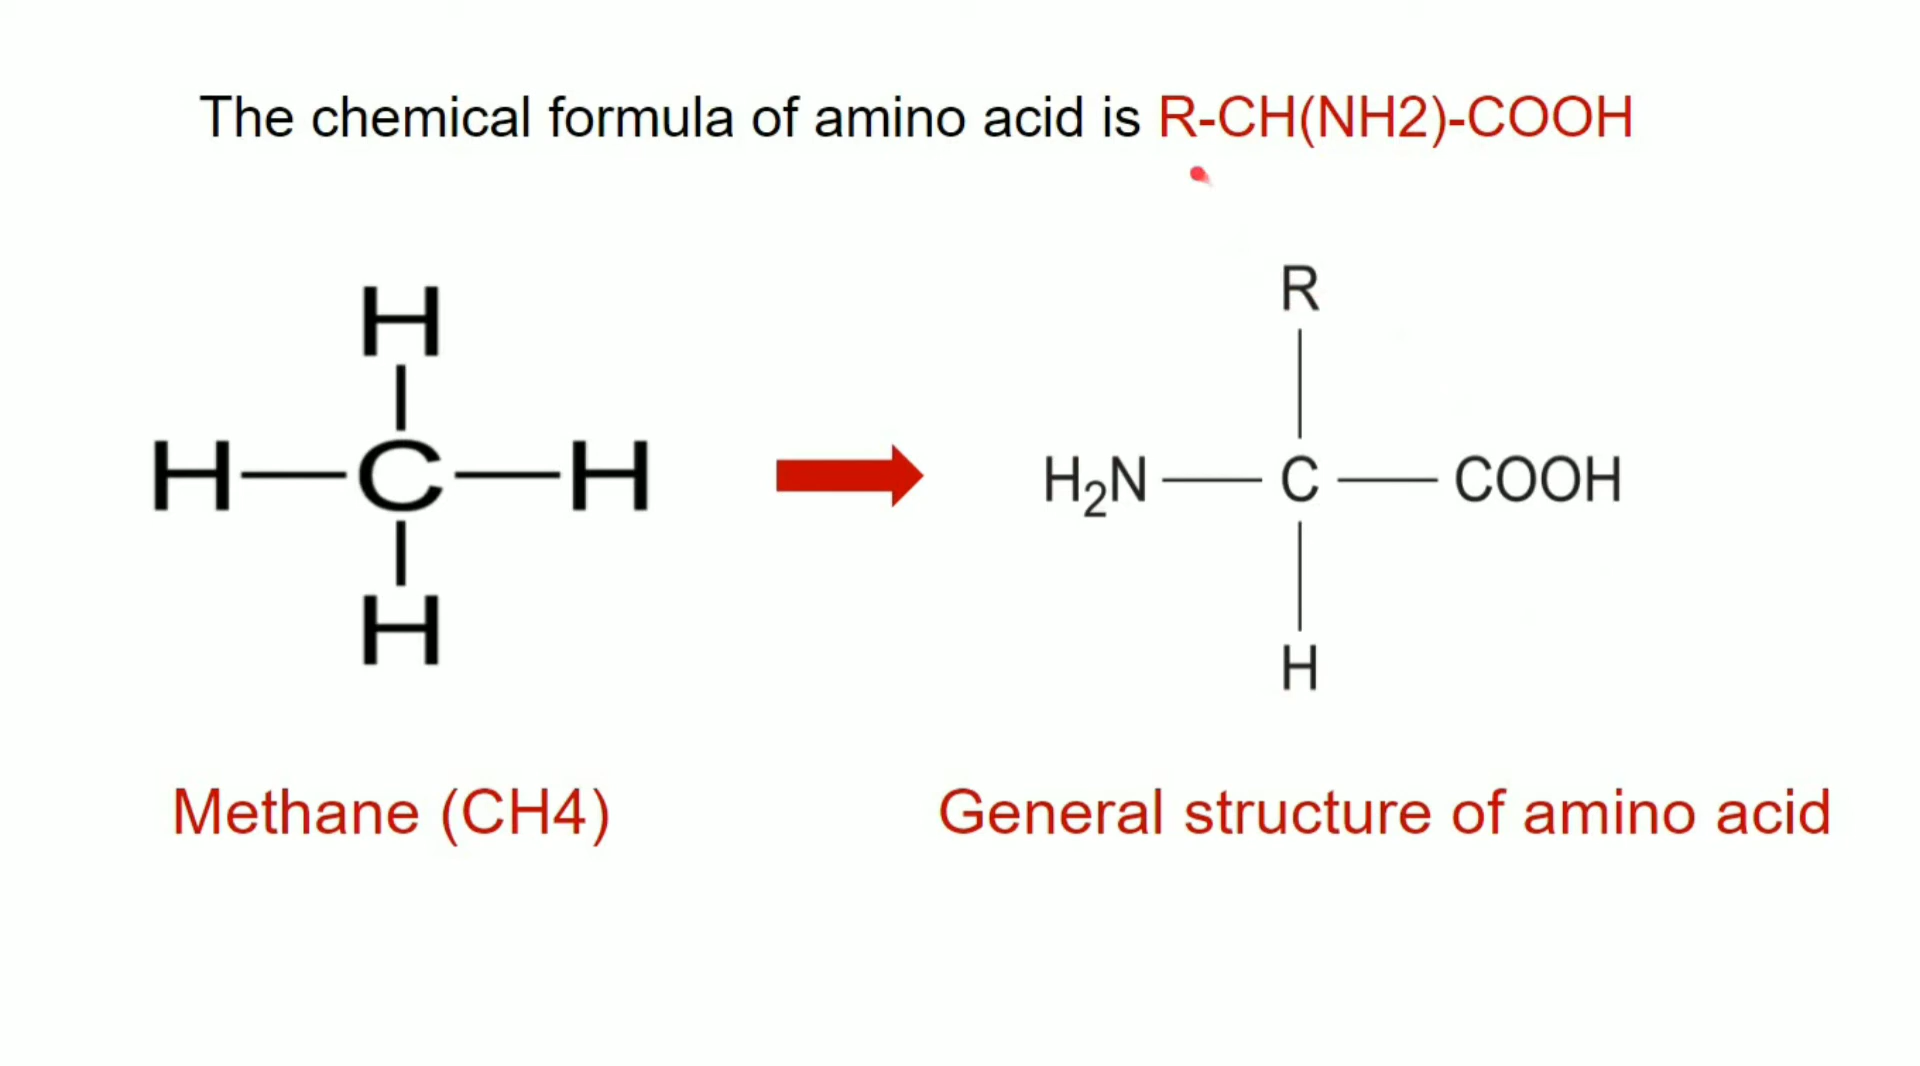 The chemical formula of amino acid is R-CH(NH2)-COOH
H
H C H
H
Methane (CH4)
R
H₂N C COOH
H
General structure of amino acid